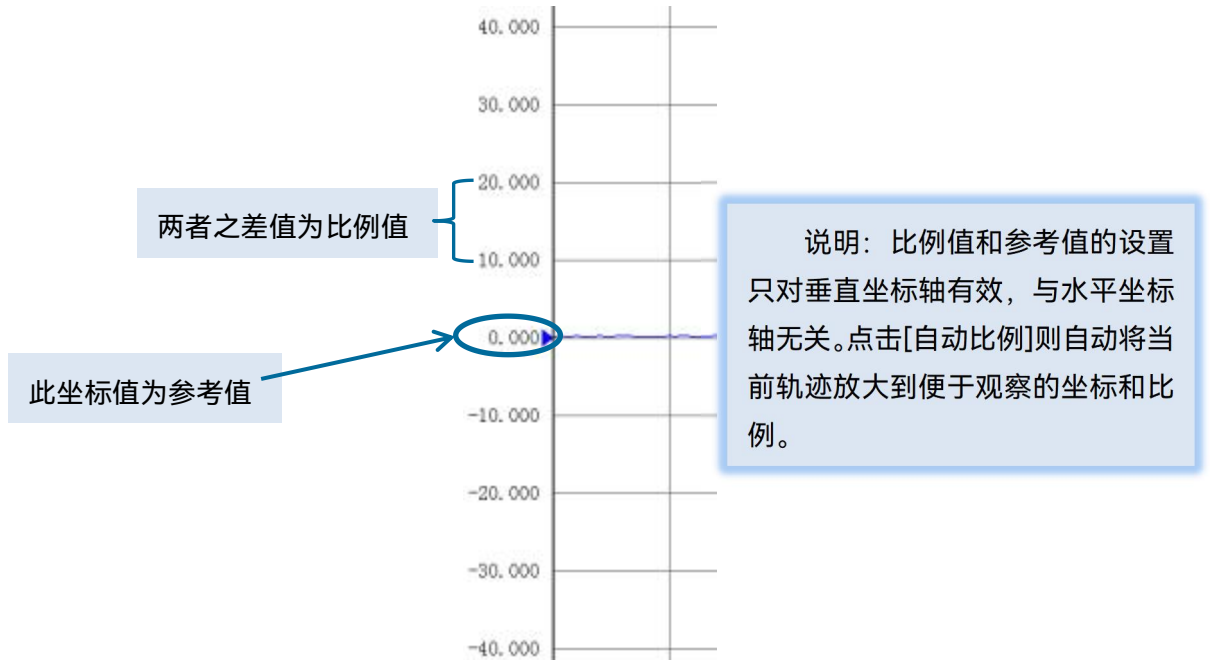 40.000
30.000
20.000
两者之差值为比例值
10.000
0.000
此坐标值为参考值
-10.000
-20.000
-30.000
-40.000
说明：比例值和参考值的设置
只对垂直坐标轴有效，与水平坐标
轴无关。点击[自动比例]则自动将当
前轨迹放大到便于观察的坐标和比
例。